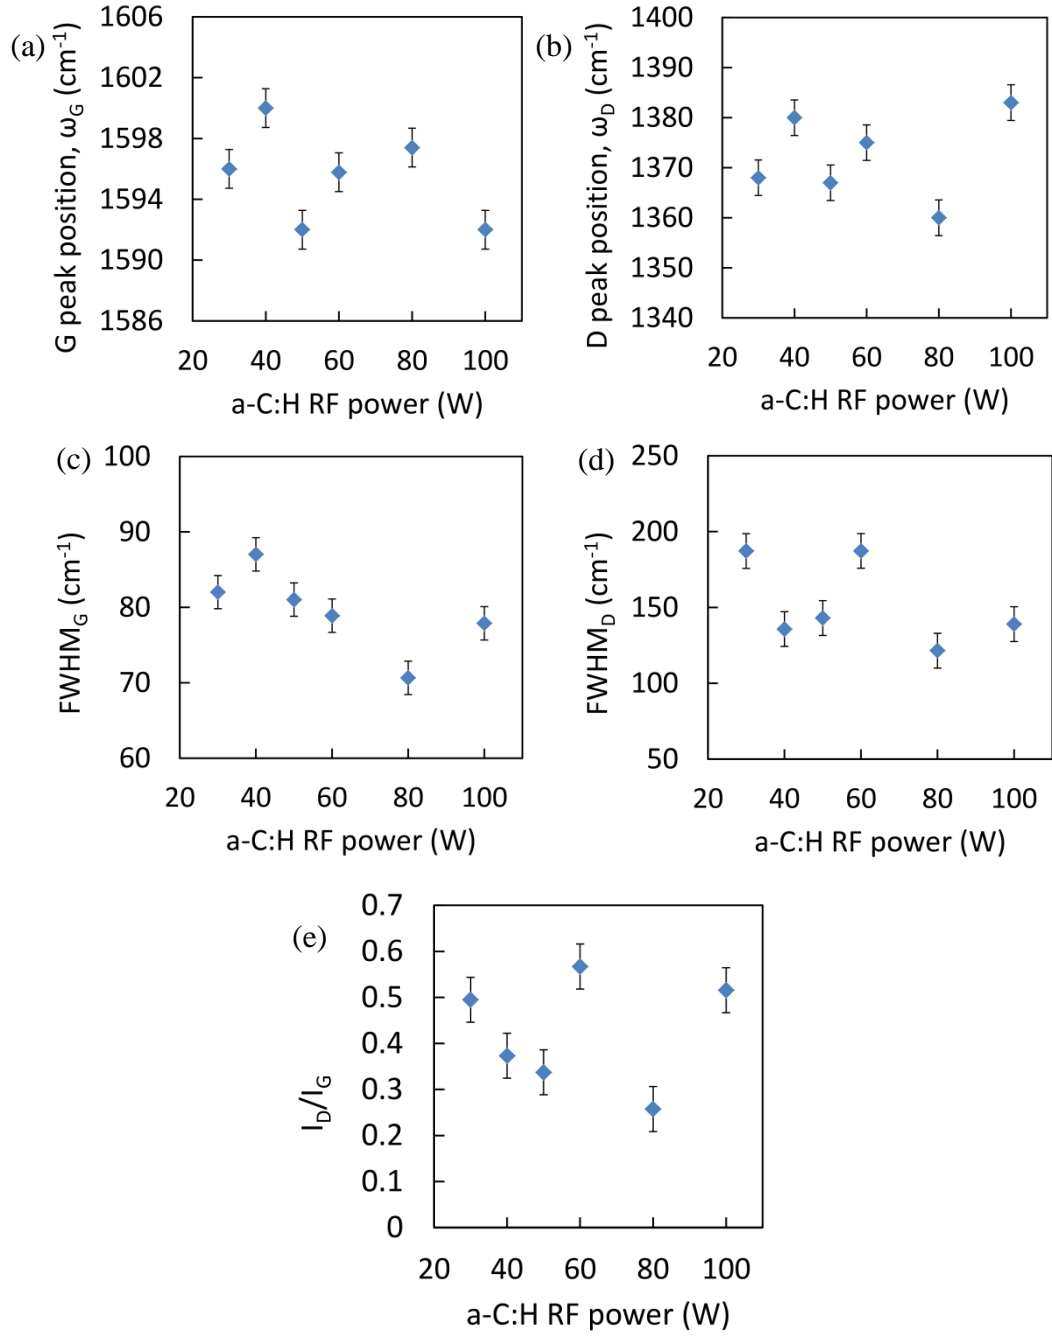 (a)
G peak position, ω_G (cm⁻¹)
1606
1602
1598
1594
1590
1586
20 40 60 80 100
a-C:H RF power (W)
(b)
D peak position, ω_D (cm⁻¹)
1400
1390
1380
1370
1360
1350
1340
20 40 60 80 100
a-C:H RF power (W)
(c)
FWHM_G (cm⁻¹)
100
90
80
70
60
20 40 60 80 100
a-C:H RF power (W)
(d)
FWHM_D (cm⁻¹)
250
200
150
100
50
20 40 60 80 100
a-C:H RF power (W)
(e)
I_D/I_G
0.7
0.6
0.5
0.4
0.3
0.2
0.1
0
20 40 60 80 100
a-C:H RF power (W)